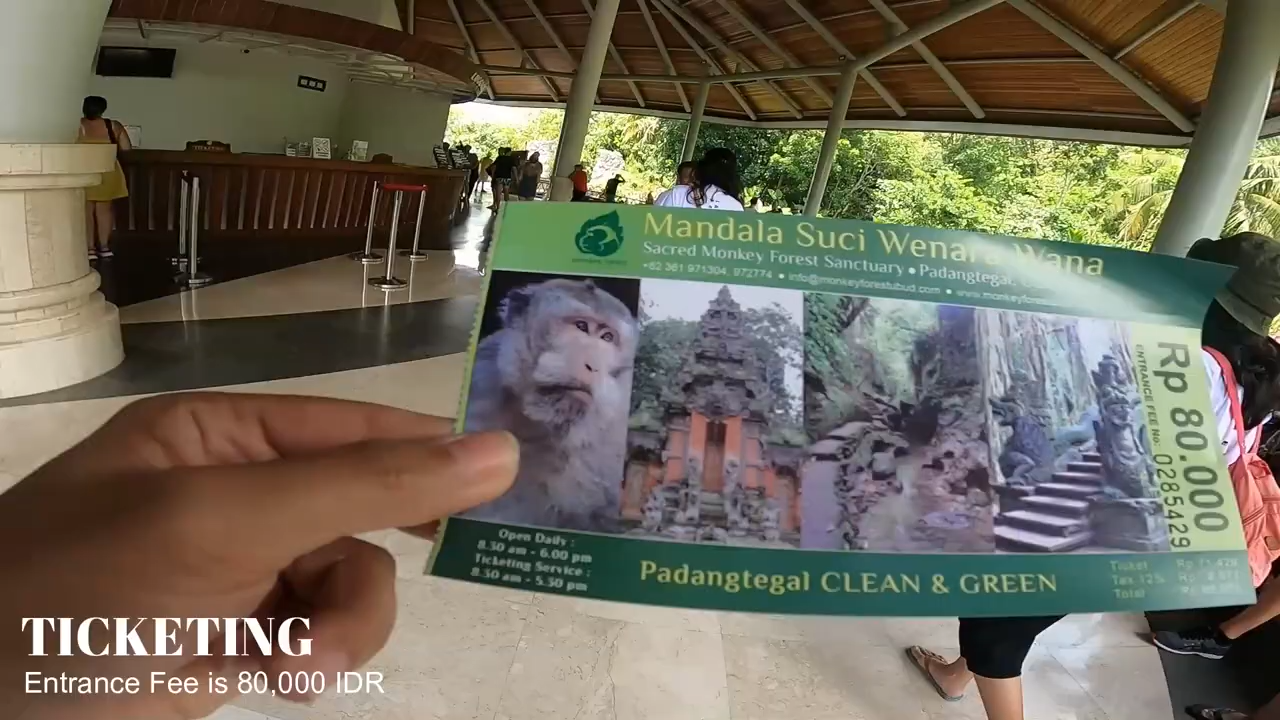 Mandala Suci Wenara Wana
Sacred Monkey Forest Sanctuary • Padangtegal,
+62 361 971304, 972774 • info@monkeyforestubud.com • www.monkeyfores
Rp 80.000
ENTRANCE FEE No: 0285429
Open Daily :
8.30 am - 6.00 pm
Ticketing Service :
8.30 am - 5.30 pm
Padangtegal CLEAN & GREEN
Ticket
Tax 12%
Total
TICKETING
Entrance Fee is 80,000 IDR